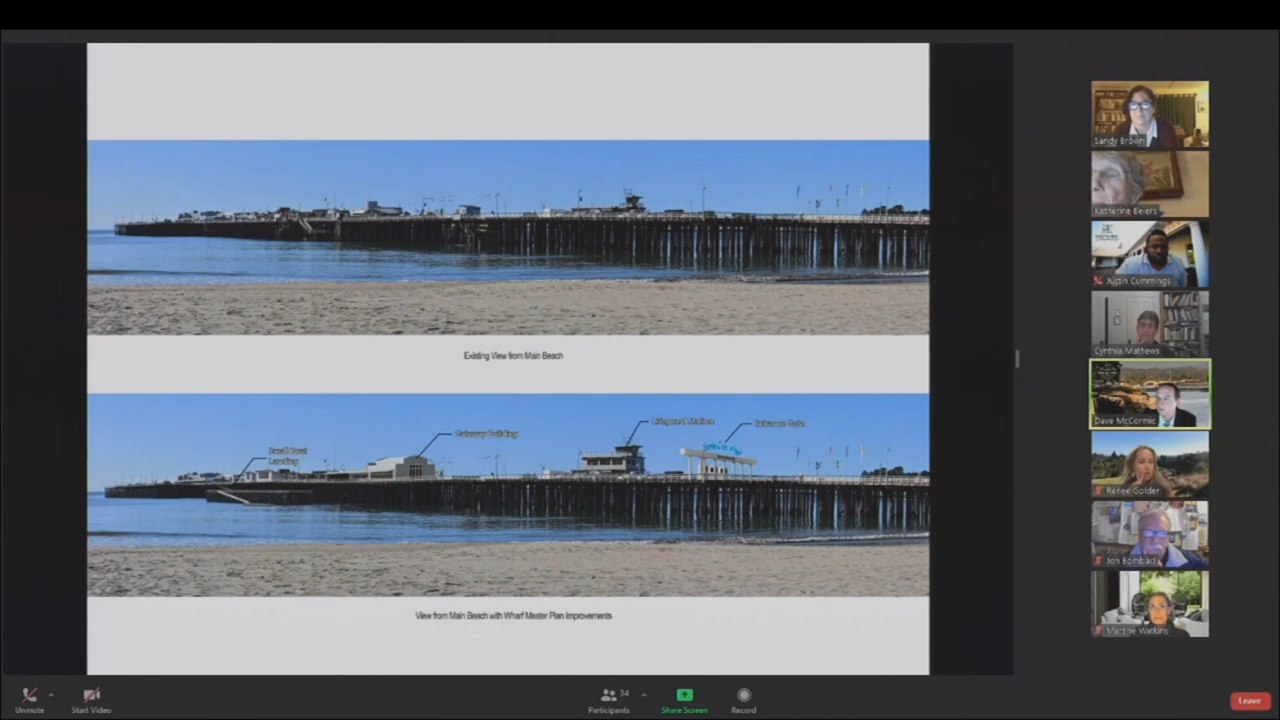 Existing View from Main Beach
Small Boat
Landing
Gateway Building
Lifeguard Station
Entrance Gate
View from Main Beach with Wharf Master Plan Improvements
Sandy Brown
Katherine Beiers
Justin Cummings
Cynthia Mathews
Dave McCormic
Renee Golder
Jon Bombaci
Martine Watkins
Unmute
Start Video
34
Participants
Share Screen
Record
Leave